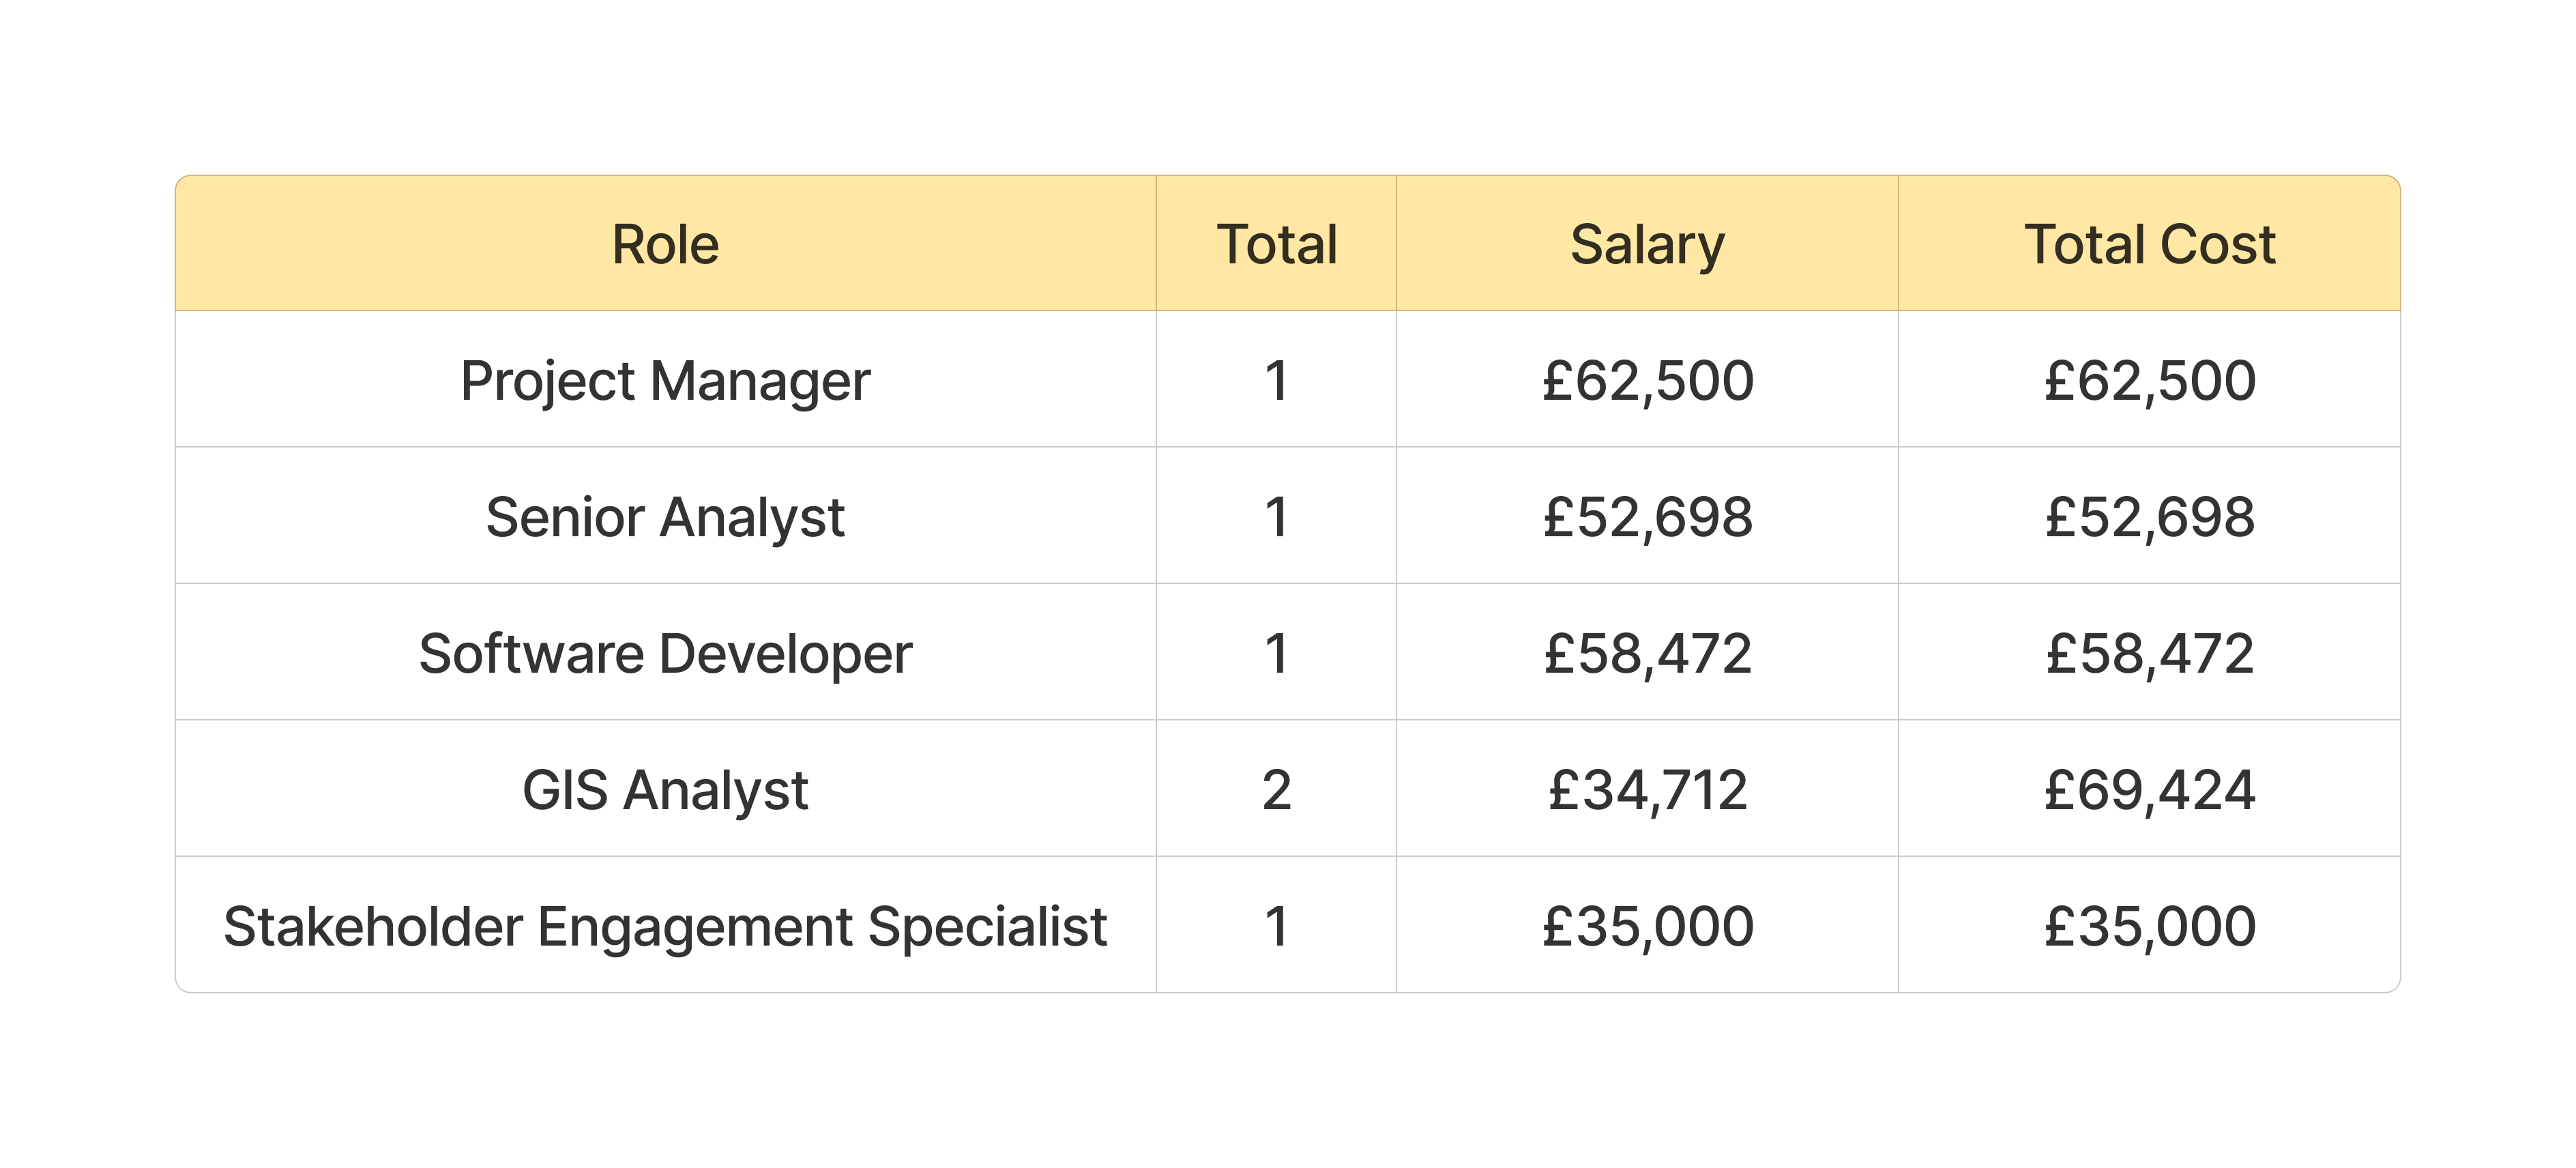 Role Total Salary Total Cost
Project Manager 1 £62,500 £62,500
Senior Analyst 1 £52,698 £52,698
Software Developer 1 £58,472 £58,472
GIS Analyst 2 £34,712 £69,424
Stakeholder Engagement Specialist 1 £35,000 £35,000